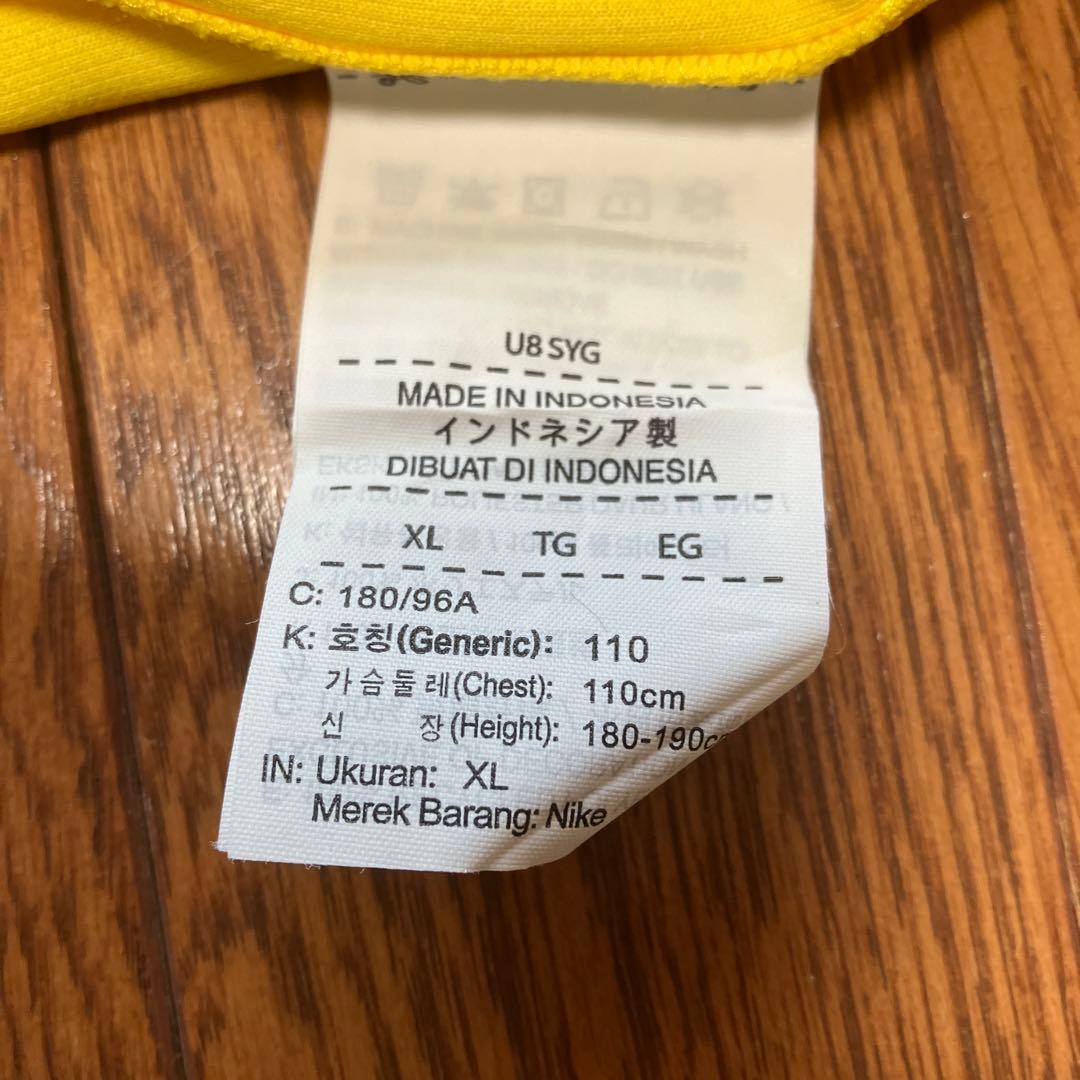 U8 SYG
MADE IN INDONESIA
インドネシア製
DIBUAT DI INDONESIA
XL TG EG
C: 180/96A
K: 호칭(Generic): 110
가슴둘레(Chest): 110cm
신 장(Height): 180-190c
IN: Ukuran: XL
Merek Barang: Nike